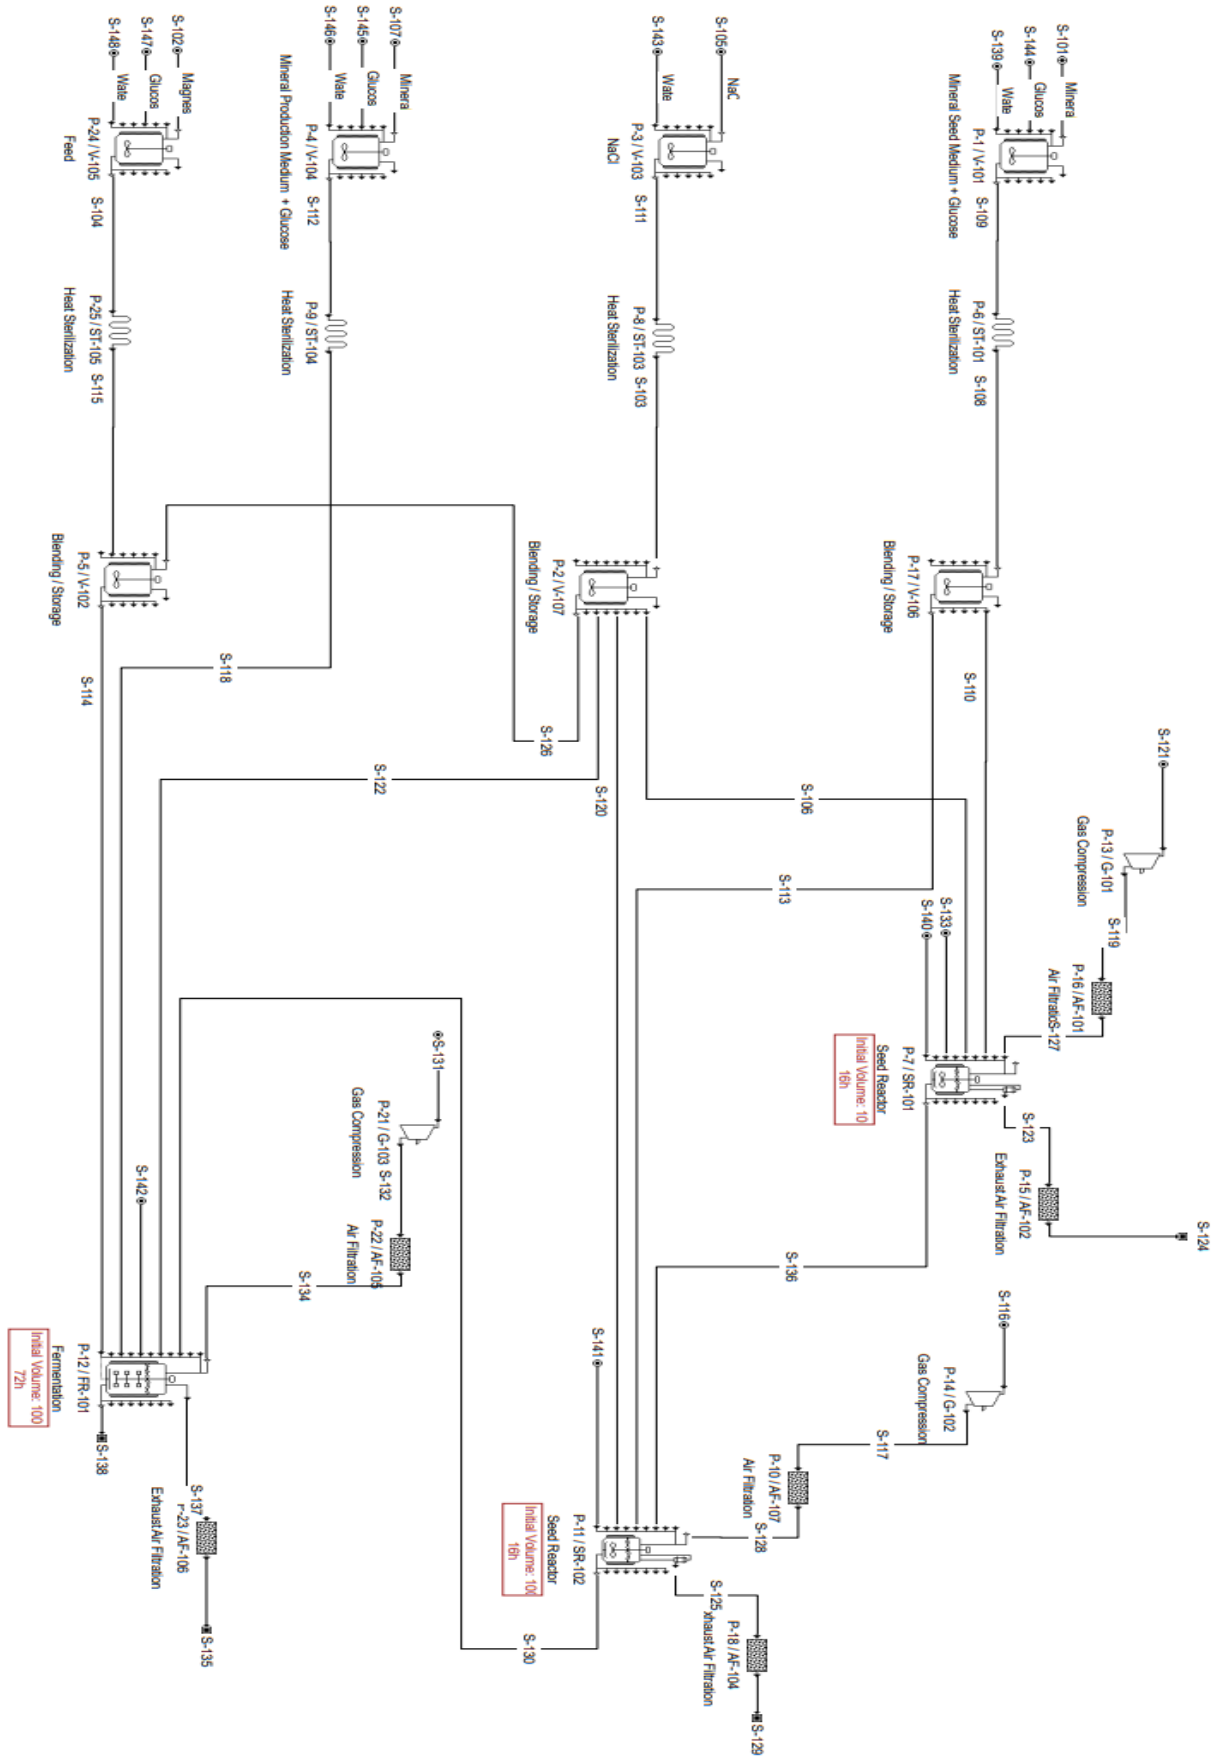 S-101
Minera
S-144
Glucos
S-139
Wate
P-1 / V-101
Mineral Seed Medium + Glucose
S-109
P-6 / ST-101
Heat Sterilization
S-108
P-17 / V-106
Blending / Storage
S-110
S-121
P-13 / G-101
Gas Compression
S-119
P-16 / AF-101
Air Filtratio
S-127
S-133
S-140
P-7 / SR-101
Seed Reactor
Initial Volume: 10
16h
S-123
P-15 / AF-102
Exhaust Air Filtration
S-124
S-105
NaC
S-143
Wate
P-3 / V-103
NaCl
S-111
P-8 / ST-103
Heat Sterilization
S-103
P-2 / V-107
Blending / Storage
S-126
S-120
S-106
S-113
S-122
S-136
S-116
P-14 / G-102
Gas Compression
S-117
P-10 / AF-107
Air Filtration
S-128
S-141
P-11 / SR-102
Seed Reactor
Initial Volume: 100
16h
S-125
P-18 / AF-104
xhaust Air Filtration
S-129
S-130
S-107
Minera
S-145
Glucos
S-146
Wate
P-4 / V-104
Mineral Production Medium + Glucose
S-112
P-9 / ST-104
Heat Sterilization
S-118
S-131
P-21 / G-103
Gas Compression
S-132
P-22 / AF-105
Air Filtration
S-134
S-102
Magnes
S-147
Glucos
S-148
Wate
P-24 / V-105
Feed
S-104
P-25 / ST-105
Heat Sterilization
S-115
P-5 / V-102
Blending / Storage
S-114
S-142
P-12 / FR-101
Fermentation
Initial Volume: 100
72h
S-138
S-137
P-23 / AF-106
Exhaust Air Filtration
S-135